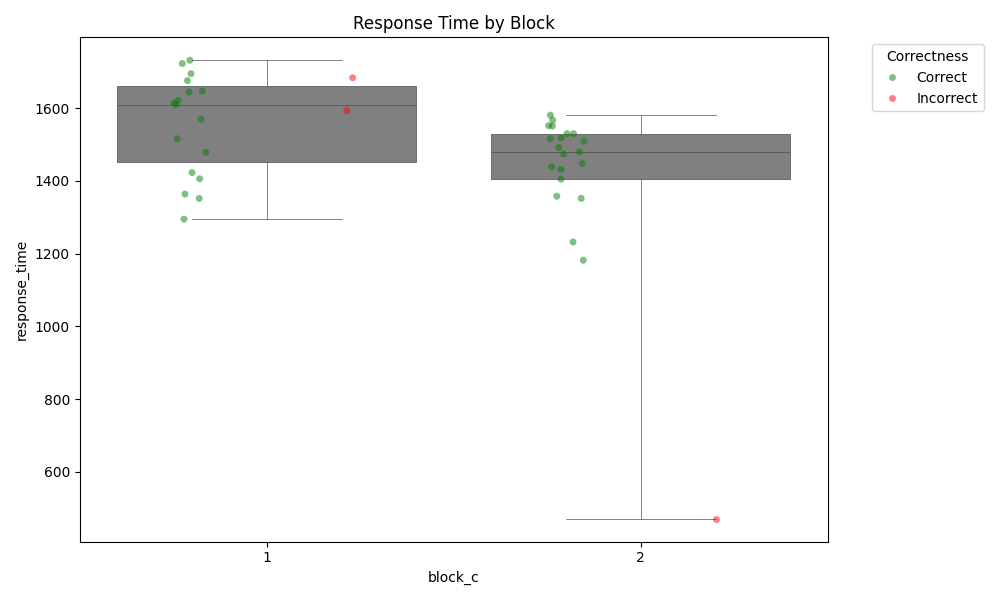 Response Time by Block
Correctness
Correct
Incorrect
response_time
1600
1400
1200
1000
800
600
1
2
block_c